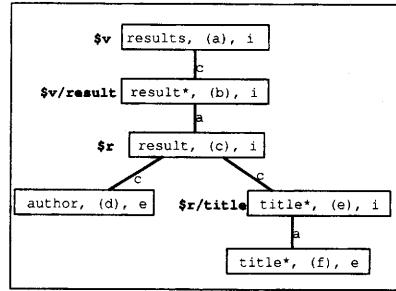 $v results, (a), i
c
$v/result result*, (b), i
a
$r result, (c), i
c c
author, (d), e $r/title title*, (e), i
a
title*, (f), e